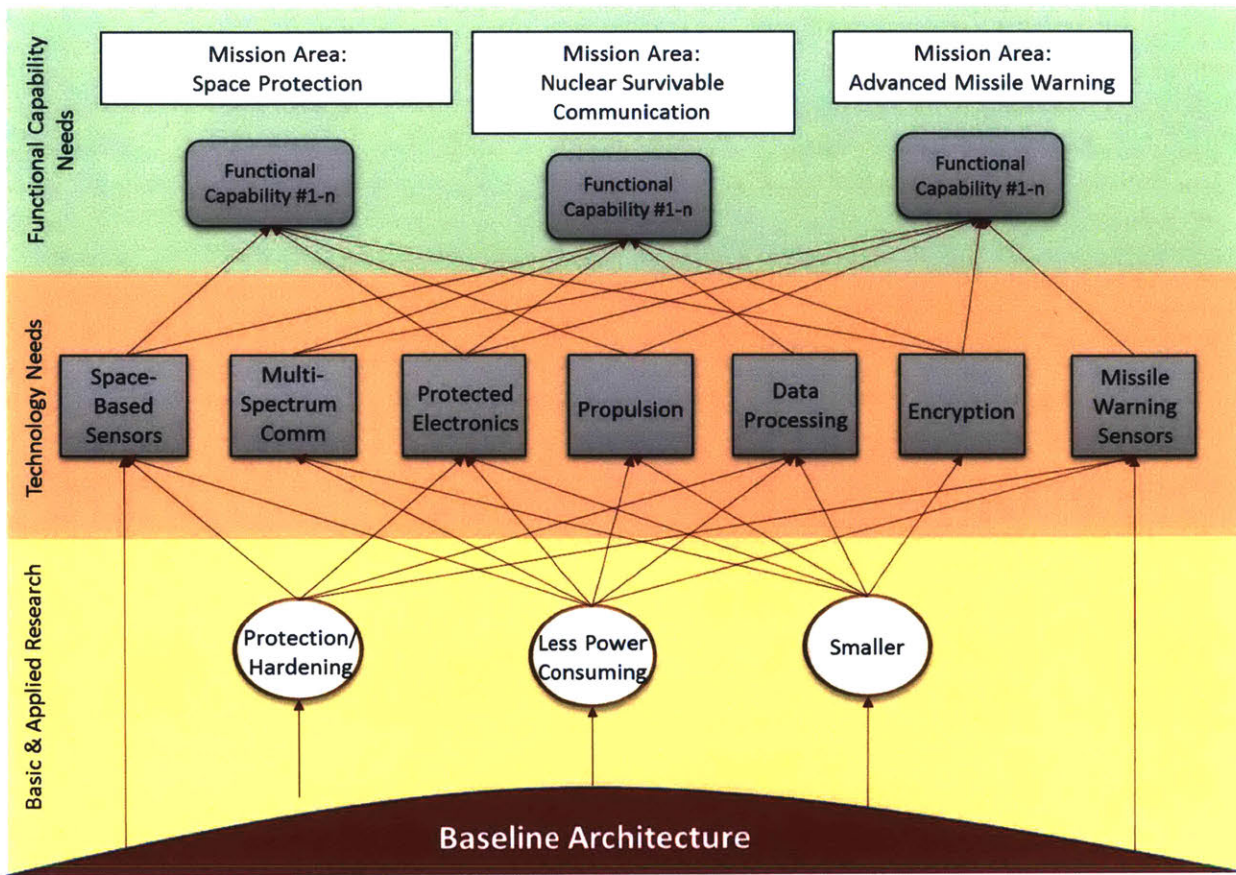 Functional Capability
Needs
Mission Area:
Space Protection
Mission Area:
Nuclear Survivable
Communication
Mission Area:
Advanced Missile Warning
Functional
Capability #1-n
Functional
Capability #1-n
Functional
Capability #1-n
Technology Needs
Space-
Based
Sensors
Multi-
Spectrum
Comm
Protected
Electronics
Propulsion
Data
Processing
Encryption
Missile
Warning
Sensors
Basic & Applied Research
Protection/
Hardening
Less Power
Consuming
Smaller
Baseline Architecture